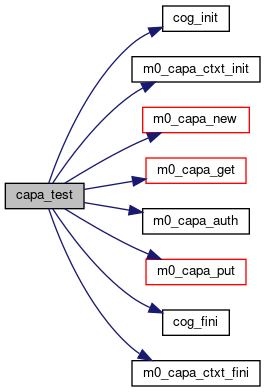 cog_init
m0_capa_ctxt_init
m0_capa_new
capa_test
m0_capa_get
m0_capa_auth
m0_capa_put
cog_fini
m0_capa_ctxt_fini